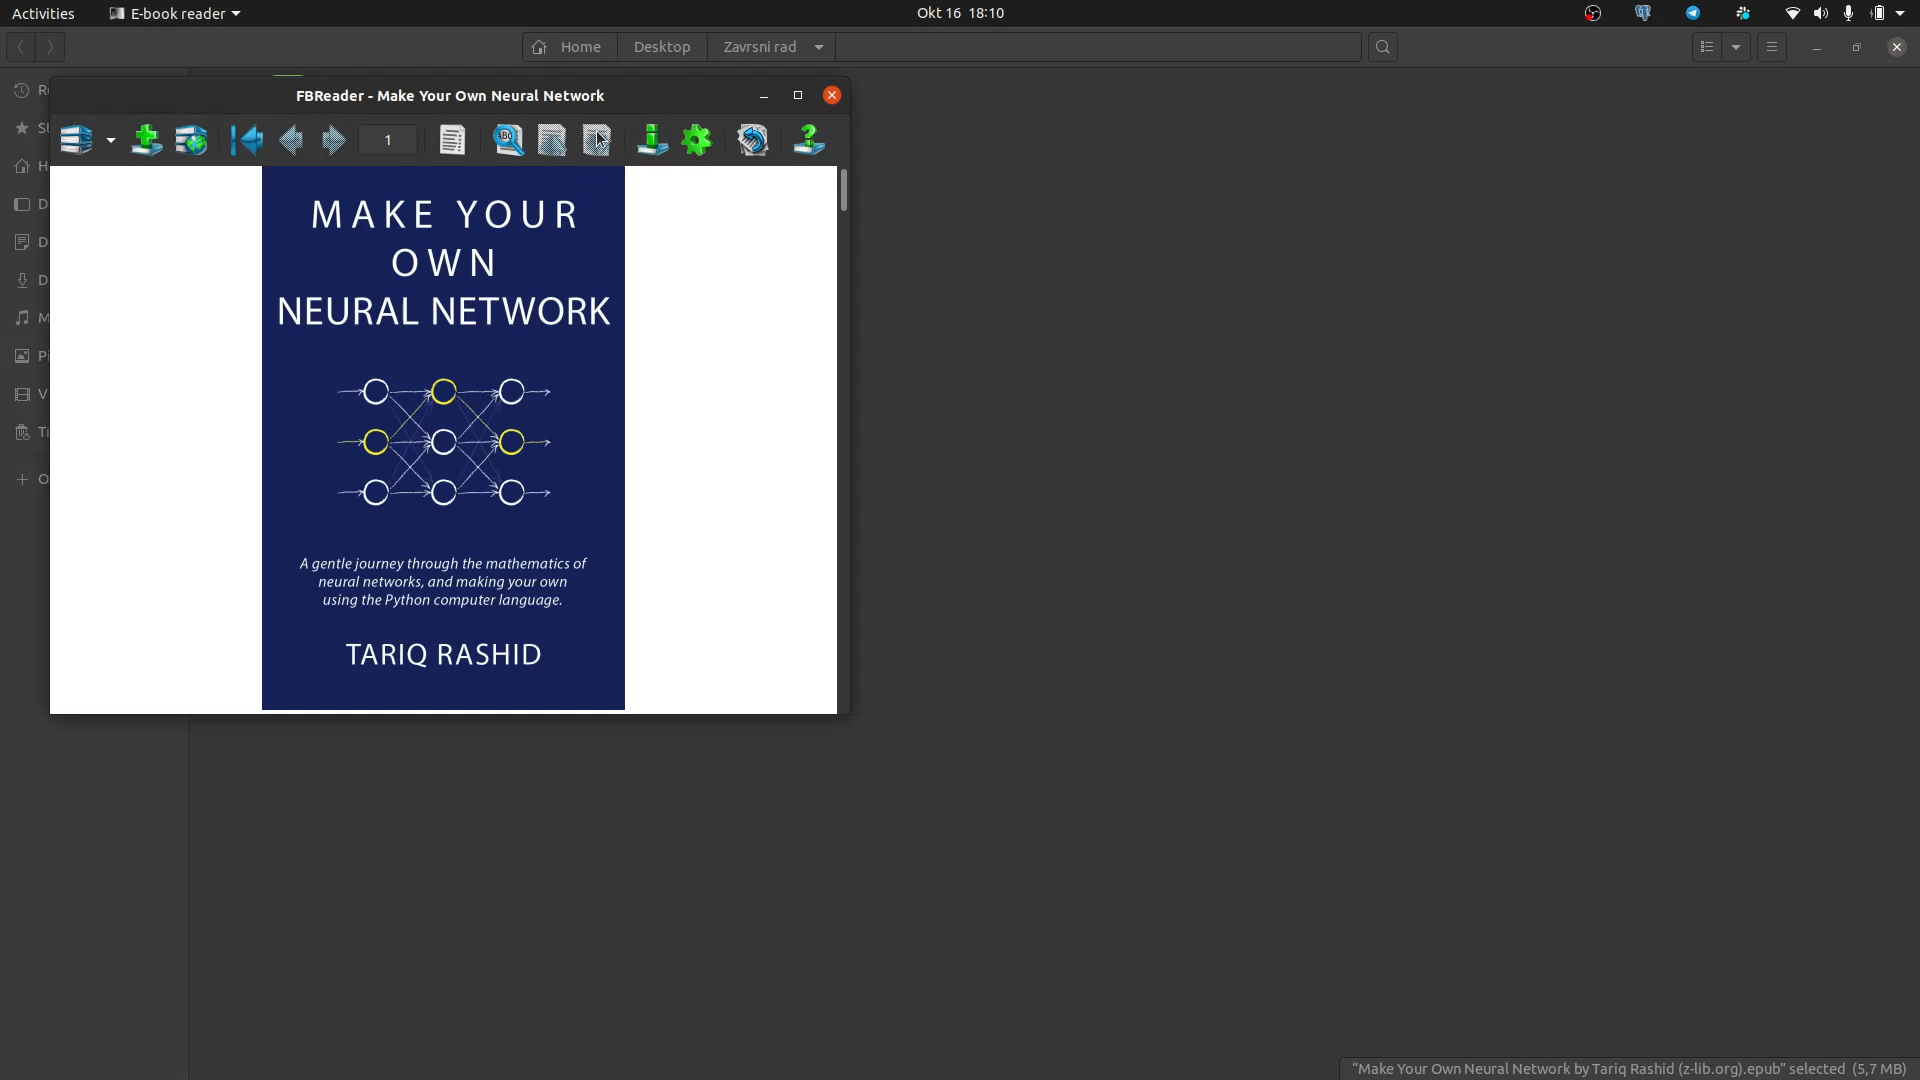 Activities
E-book reader
Okt 16 18:10
Home
Desktop
Zavrsni rad
FBReader - Make Your Own Neural Network
1
ABC
MAKE YOUR
OWN
NEURAL NETWORK
A gentle journey through the mathematics of
neural networks, and making your own
using the Python computer language.
TARIQ RASHID
"Make Your Own Neural Network by Tariq Rashid (z-lib.org).epub" selected (5,7 MB)